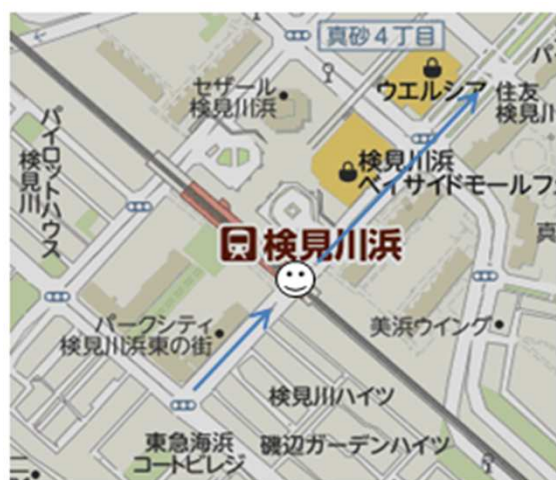 真砂4丁目
セザール
検見川浜
ウエルシア
住友
検見川
パイロットハウス
検見川
検見川浜
ベイサイドモールフ
検見川浜
真
パークシティ
検見川浜東の街
美浜ウイング
検見川ハイツ
東急海浜
コートビレジ
磯辺ガーデンハイツ